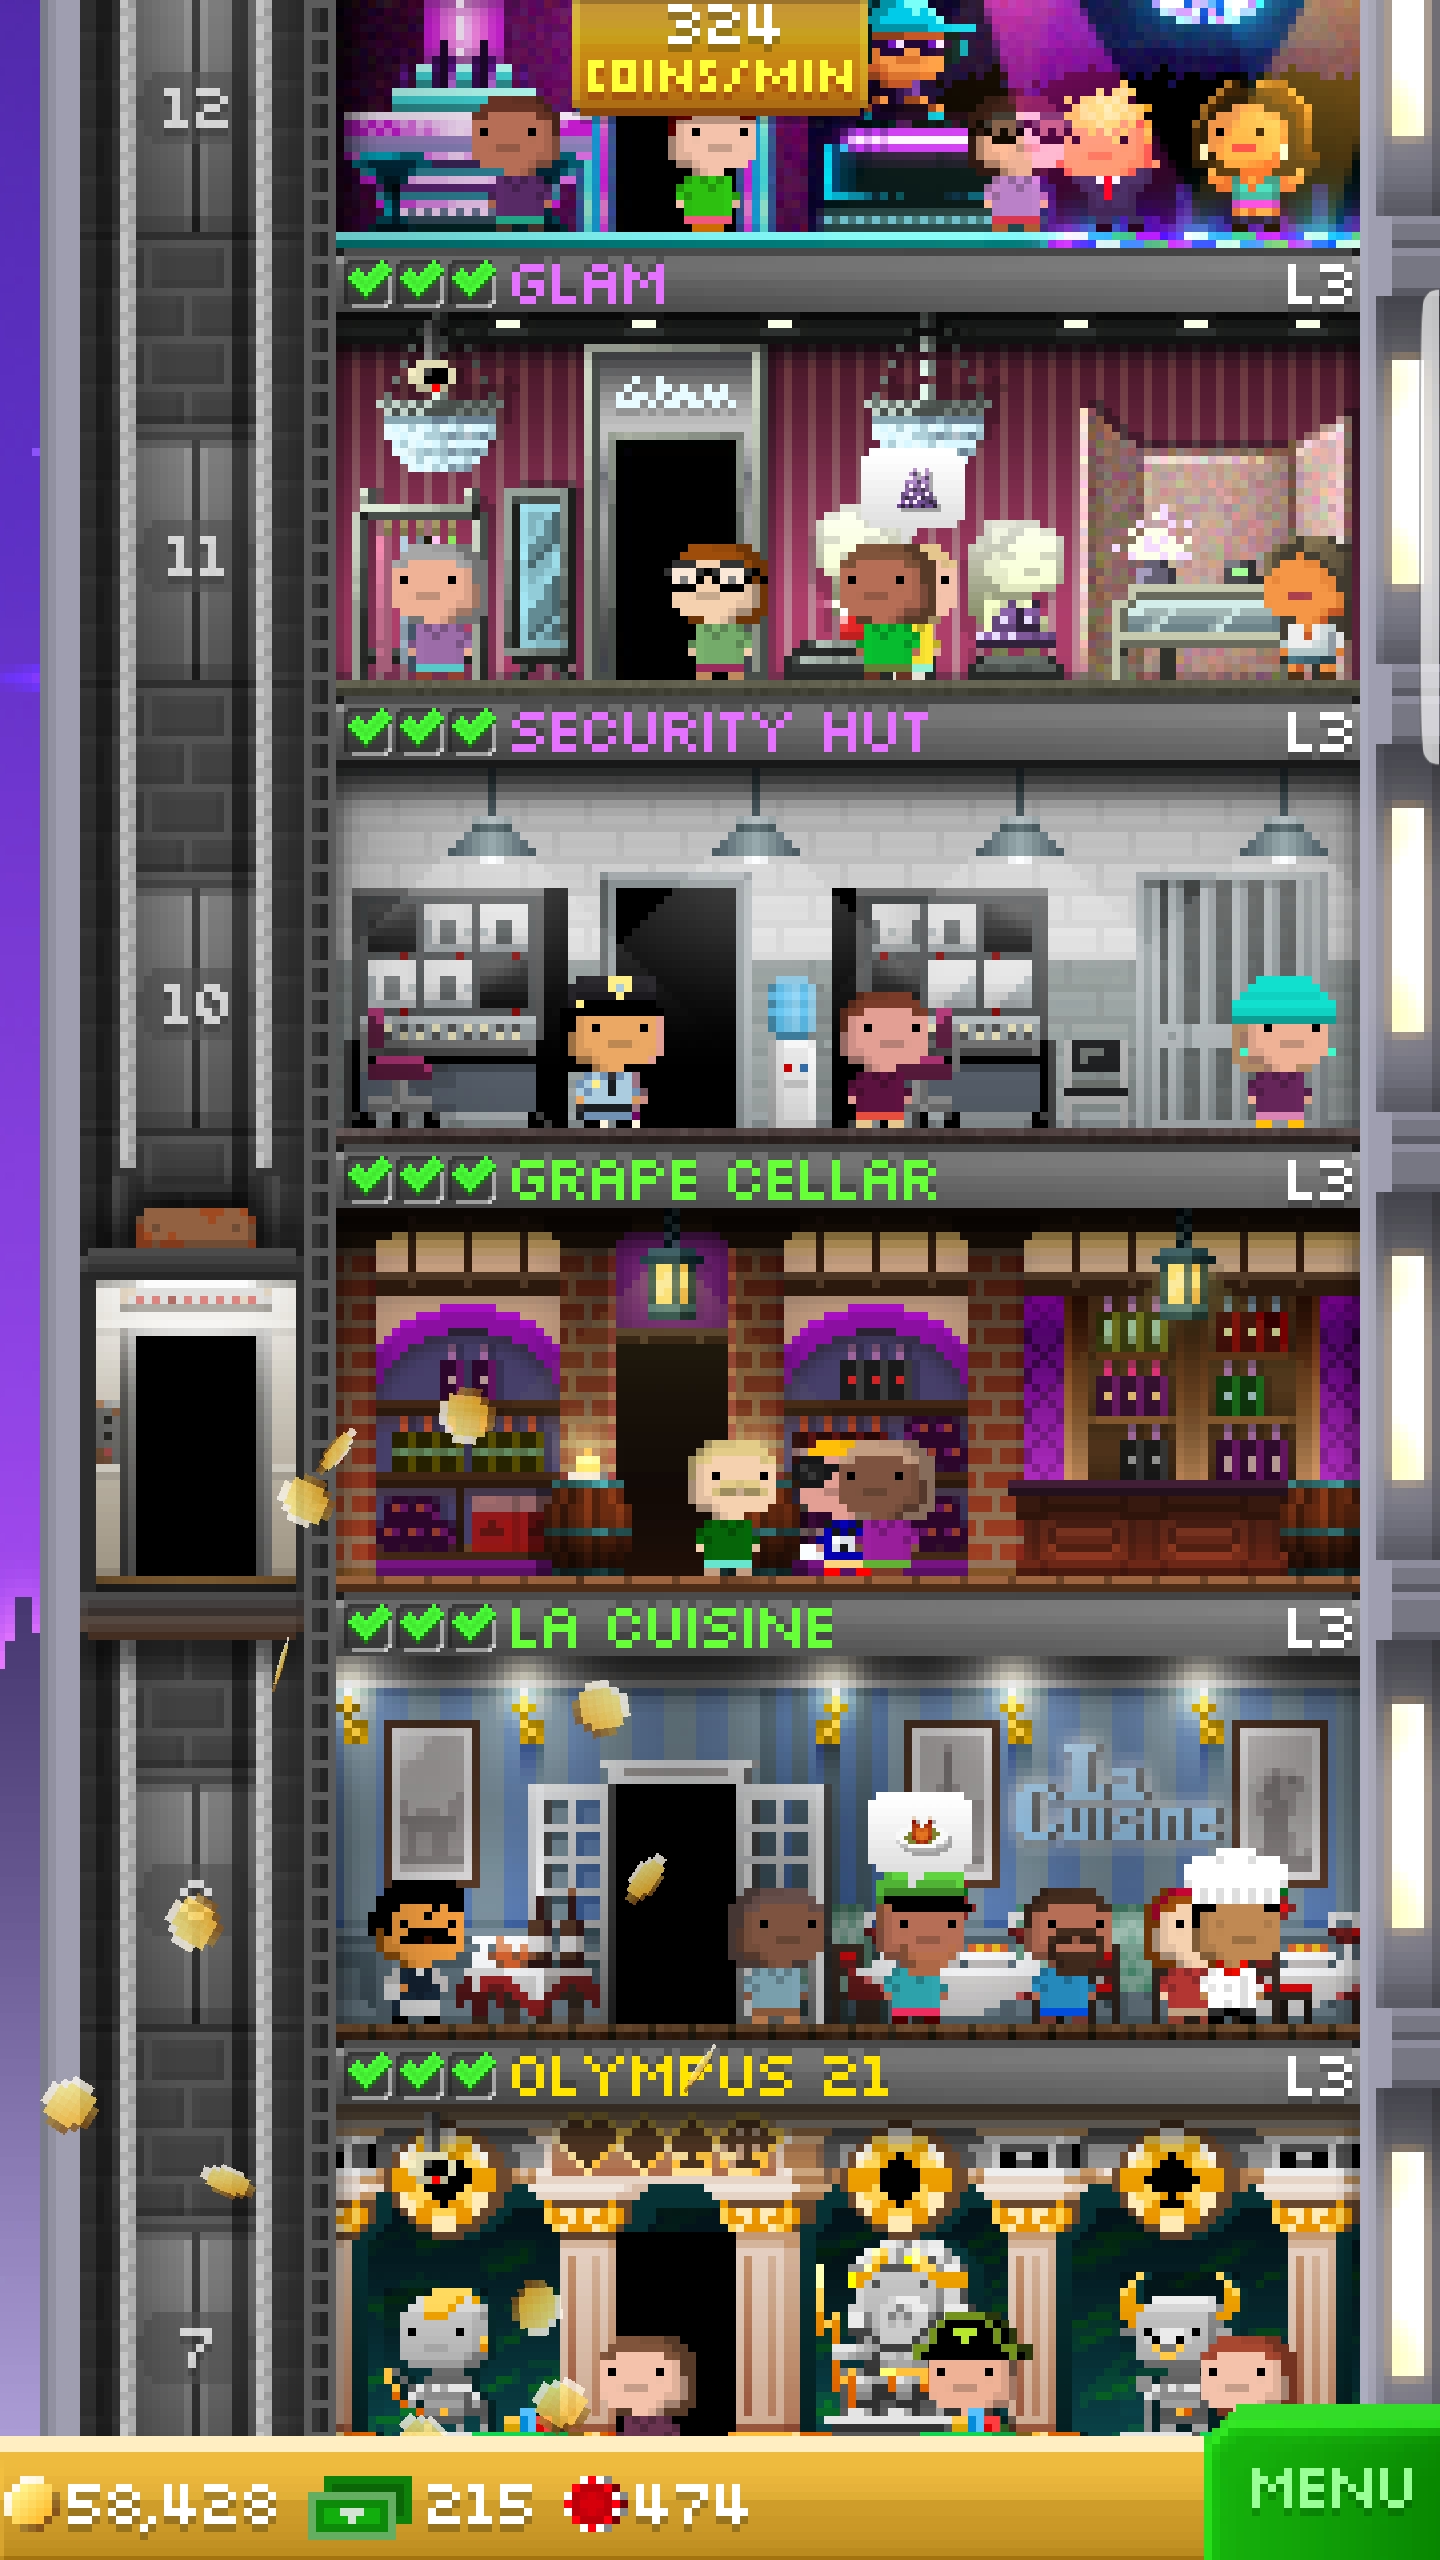 324
COINS/MIN
12
GLAM
L3
Glam
11
SECURITY HUT
L3
10
GRAPE CELLAR
L3
LA CUISINE
L3
La
Cuisine
OLYMPUS 21
L3
7
58,428 215 474
MENU